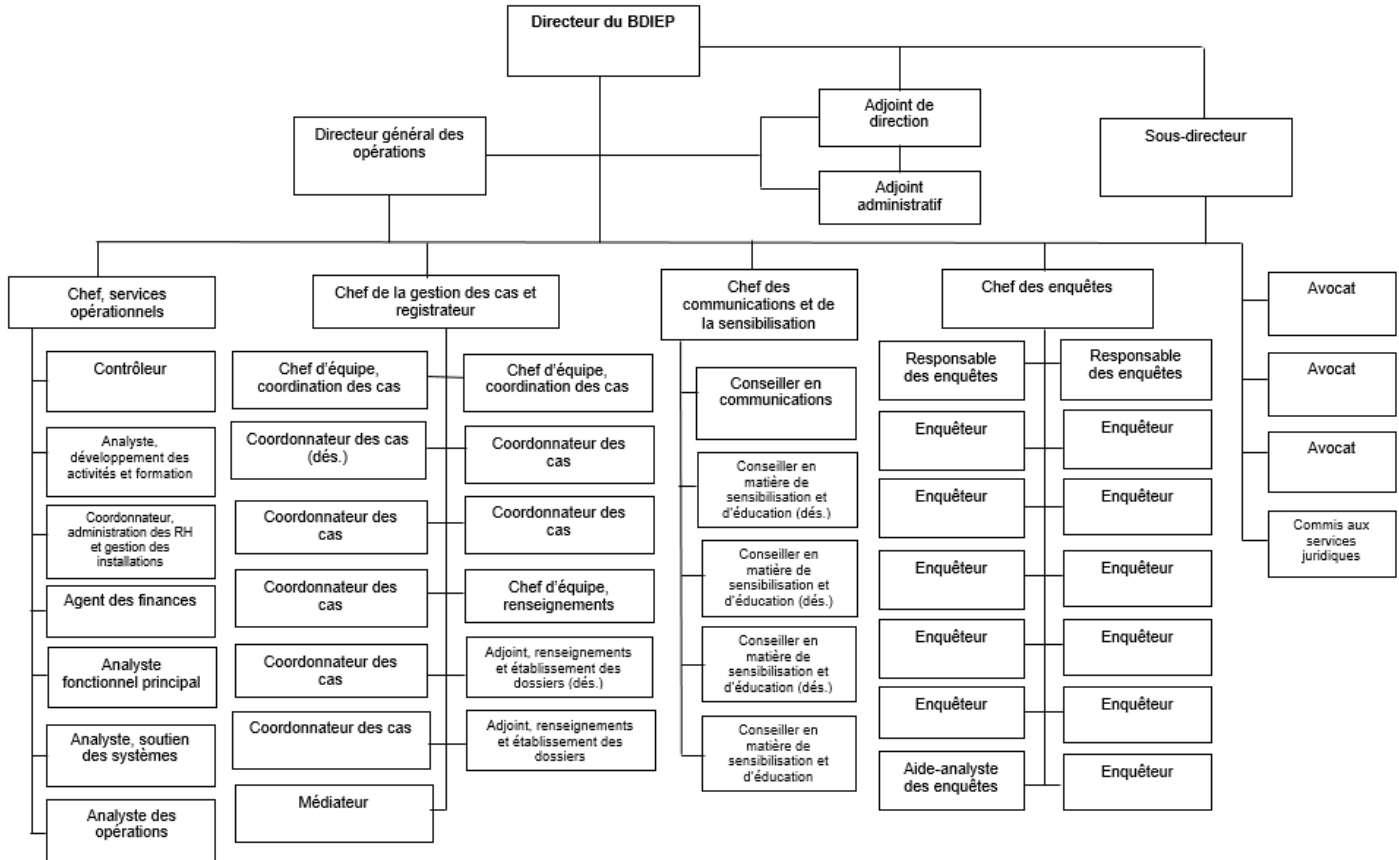 Directeur du BDIEP
Adjoint de
direction
Directeur général des
opérations
Sous-directeur
Adjoint
administratif
Chef, services
opérationnels
Contrôleur
Analyste,
développement des
activités et formation
Coordonnateur,
administration des RH
et gestion des
installations
Agent des finances
Analyste
fonctionnel principal
Analyste, soutien
des systèmes
Analyste des
opérations
Chef de la gestion des cas et
registrateur
Chef d'équipe,
coordination des cas
Chef d'équipe,
coordination des cas
Coordonnateur des cas
(dés.)
Coordonnateur des
cas
Coordonnateur des
cas
Coordonnateur des
cas
Coordonnateur des
cas
Chef d'équipe,
renseignements
Coordonnateur des
cas
Adjoint, renseignements
et établissement des
dossiers (dés.)
Coordonnateur des cas
Adjoint, renseignements
et établissement des
dossiers
Médiateur
Chef des
communications et de
la sensibilisation
Conseiller en
communications
Conseiller en
matière de
sensibilisation et
d'éducation (dés.)
Conseiller en
matière de
sensibilisation et
d'éducation (dés.)
Conseiller en
matière de
sensibilisation et
d'éducation (dés.)
Conseiller en
matière de
sensibilisation et
d'éducation
Chef des enquêtes
Responsable
des enquêtes
Responsable
des enquêtes
Enquêteur
Enquêteur
Enquêteur
Enquêteur
Enquêteur
Enquêteur
Enquêteur
Enquêteur
Enquêteur
Enquêteur
Aide-analyste
des enquêtes
Enquêteur
Avocat
Avocat
Avocat
Commis aux
services
juridiques